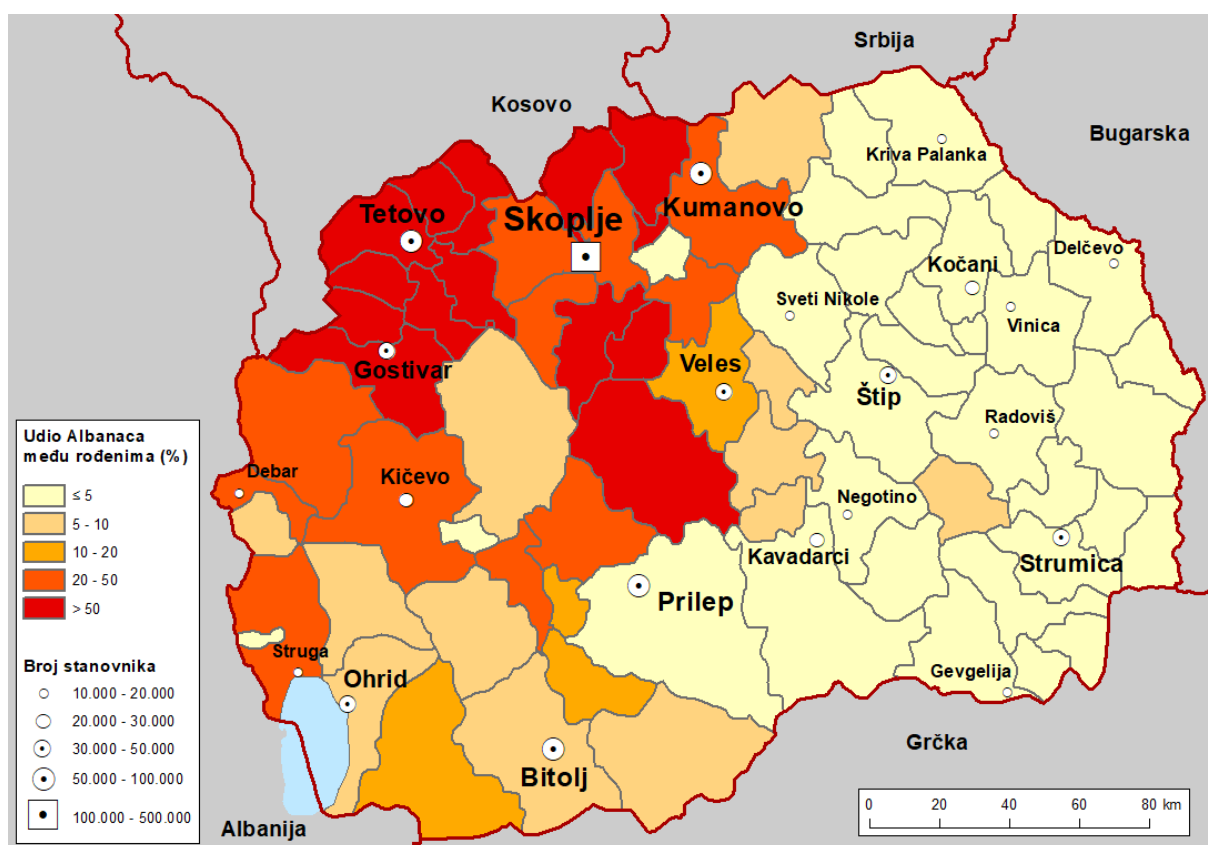 Srbija
Kosovo
Bugarska
Kriva Palanka
Tetovo
Skoplje
Kumanovo
Delčevo
Kočani
Sveti Nikole
Vinica
Gostivar
Veles
Štip
Radoviš
Debar
Kičevo
Negotino
Kavadarci
Strumica
Prilep
Struga
Ohrid
Gevgelija
Bitolj
Grčka
Albanija
Udio Albanaca
među rođenima (%)
≤ 5
5 - 10
10 - 20
20 - 50
> 50
Broj stanovnika
10.000 - 20.000
20.000 - 30.000
30.000 - 50.000
50.000 - 100.000
100.000 - 500.000
0 20 40 60 80 km